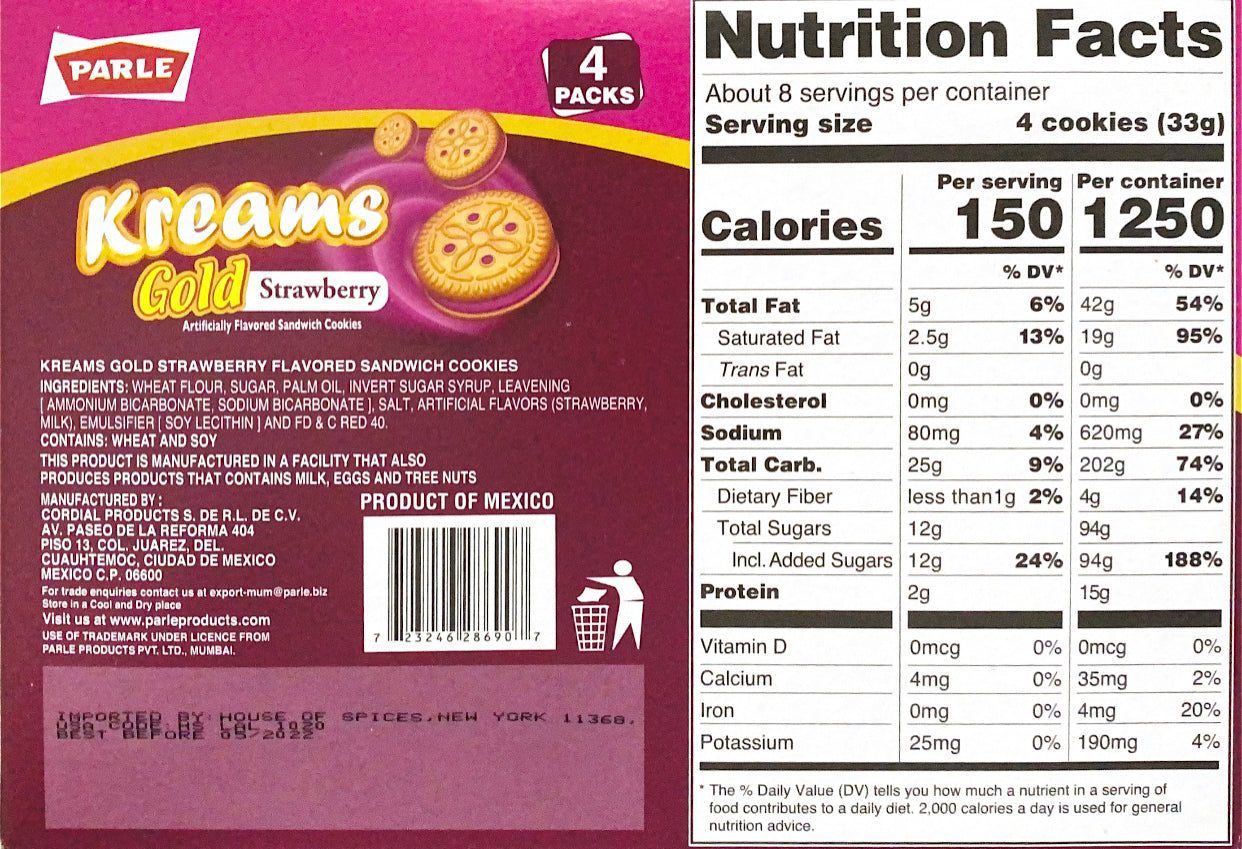 PARLE
4
PACKS
Kreams
Gold Strawberry
Artificially Flavored Sandwich Cookies
KREAMS GOLD STRAWBERRY FLAVORED SANDWICH COOKIES
INGREDIENTS: WHEAT FLOUR, SUGAR, PALM OIL, INVERT SUGAR SYRUP, LEAVENING
[ AMMONIUM BICARBONATE, SODIUM BICARBONATE ], SALT, ARTIFICIAL FLAVORS (STRAWBERRY,
MILK), EMULSIFIER [ SOY LECITHIN ] AND FD & C RED 40.
CONTAINS: WHEAT AND SOY
THIS PRODUCT IS MANUFACTURED IN A FACILITY THAT ALSO
PRODUCES PRODUCTS THAT CONTAINS MILK, EGGS AND TREE NUTS
MANUFACTURED BY :
CORDIAL PRODUCTS S. DE R.L. DE C.V.
AV. PASEO DE LA REFORMA 404
PISO 13, COL. JUAREZ, DEL.
CUAUHTEMOC, CIUDAD DE MEXICO
MEXICO C.P. 06600
For trade enquiries contact us at export-mum@parle.biz
Store in a Cool and Dry place
Visit us at www.parleproducts.com
USE OF TRADEMARK UNDER LICENCE FROM
PARLE PRODUCTS PVT. LTD., MUMBAI.
PRODUCT OF MEXICO
7 23246 28690 7
IMPORTED BY: HOUSE OF SPICES, NEW YORK 11368.
BEST BEFORE 05/2022
Nutrition Facts
About 8 servings per container
Serving size 4 cookies (33g)
Per serving Per container
Calories 150 1250
% DV* % DV*
Total Fat 5g 6% 42g 54%
Saturated Fat 2.5g 13% 19g 95%
Trans Fat 0g 0g
Cholesterol 0mg 0% 0mg 0%
Sodium 80mg 4% 620mg 27%
Total Carb. 25g 9% 202g 74%
Dietary Fiber less than1g 2% 4g 14%
Total Sugars 12g 94g
Incl. Added Sugars 12g 24% 94g 188%
Protein 2g 15g
Vitamin D 0mcg 0% 0mcg 0%
Calcium 4mg 0% 35mg 2%
Iron 0mg 0% 4mg 20%
Potassium 25mg 0% 190mg 4%
* The % Daily Value (DV) tells you how much a nutrient in a serving of
food contributes to a daily diet. 2,000 calories a day is used for general
nutrition advice.